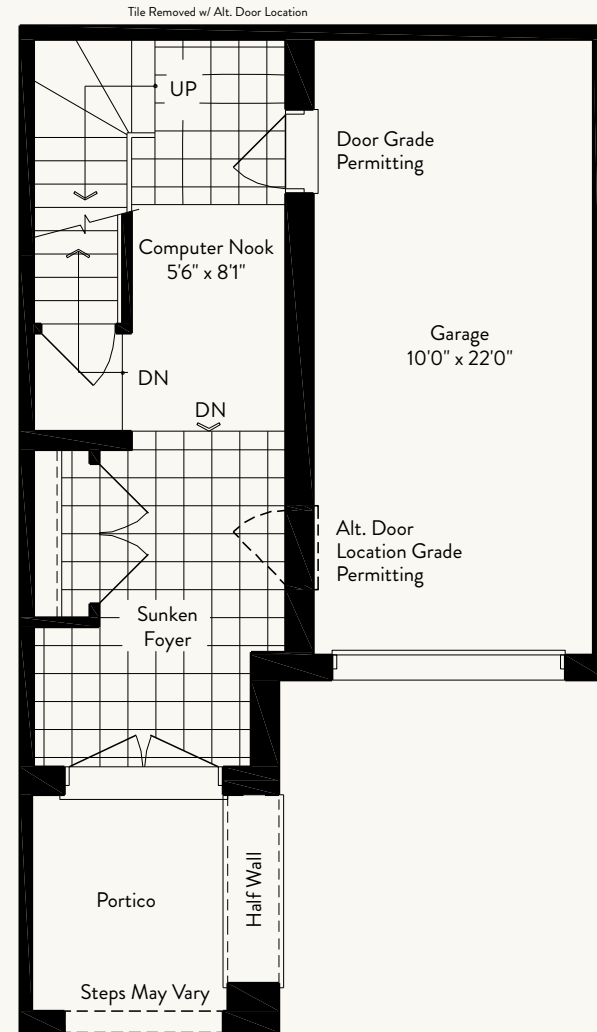 Tile Removed w/ Alt. Door Location
UP
Door Grade
Permitting
Computer Nook
5'6" x 8'1"
Garage
10'0" x 22'0"
DN
DN
Alt. Door
Location Grade
Permitting
Sunken
Foyer
Half Wall
Portico
Steps May Vary